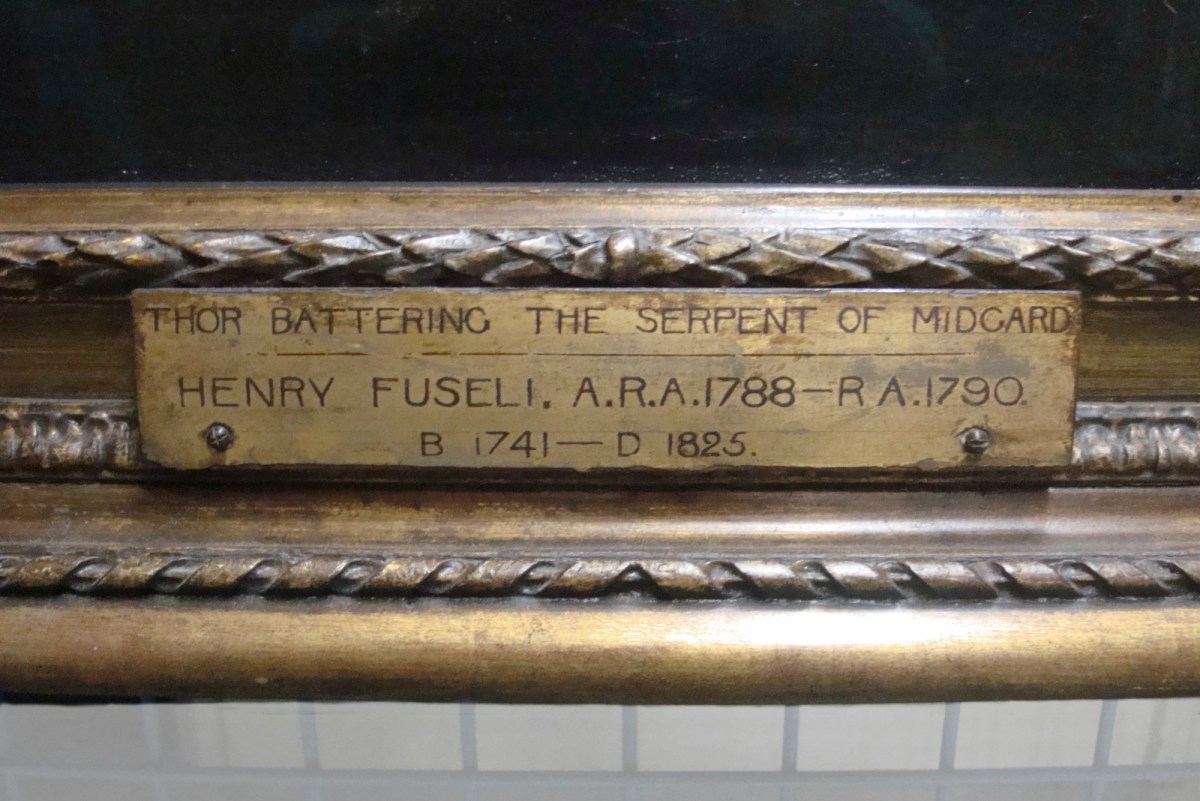 THOR BATTERING THE SERPENT OF MIDGARD
HENRY FUSELI. A.R.A.1788—R A.1790.
B 1741—D 1825.